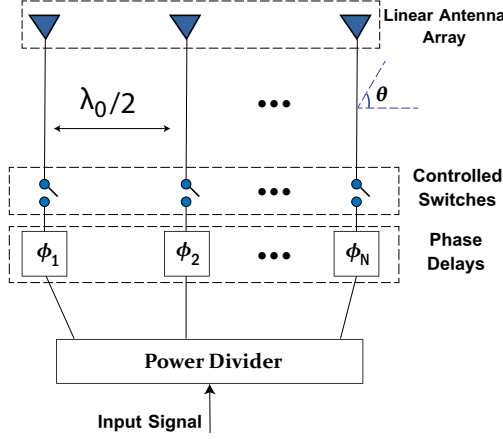 Linear Antenna
Array
λ₀/2
•••
θ
•••
Controlled
Switches
ϕ₁
ϕ₂
•••
ϕN
Phase
Delays
Power Divider
Input Signal